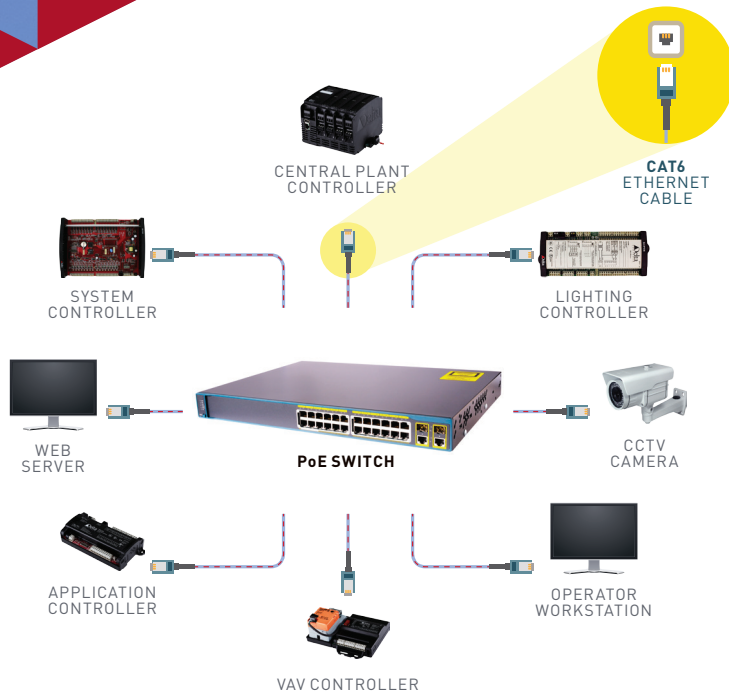 CENTRAL PLANT
CONTROLLER
CAT6
ETHERNET
CABLE
SYSTEM
CONTROLLER
LIGHTING
CONTROLLER
WEB
SERVER
PoE SWITCH
CCTV
CAMERA
APPLICATION
CONTROLLER
OPERATOR
WORKSTATION
VAV CONTROLLER